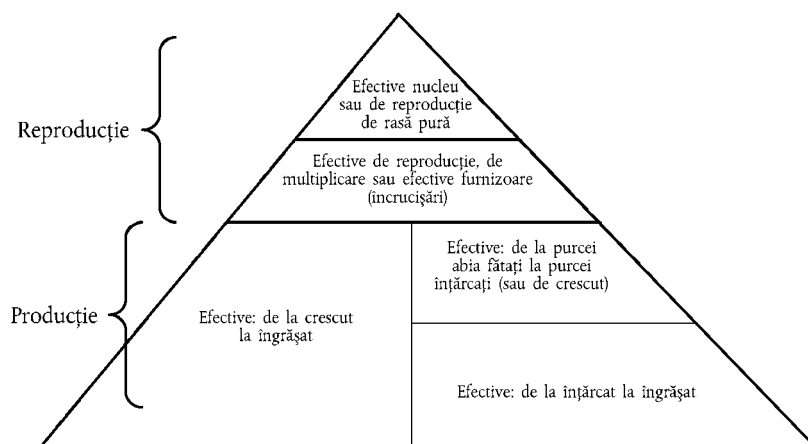 Efective nucleu
sau de reproducție
de rasă pură
Reproducție
Efective de reproducție, de
multiplicare sau efective furnizoare
(încrucișări)
Efective: de la purcei
abia fătați la purcei
înțărcați (sau de crescut)
Producție
Efective: de la crescut
la îngrășat
Efective: de la înțărcat la îngrășat